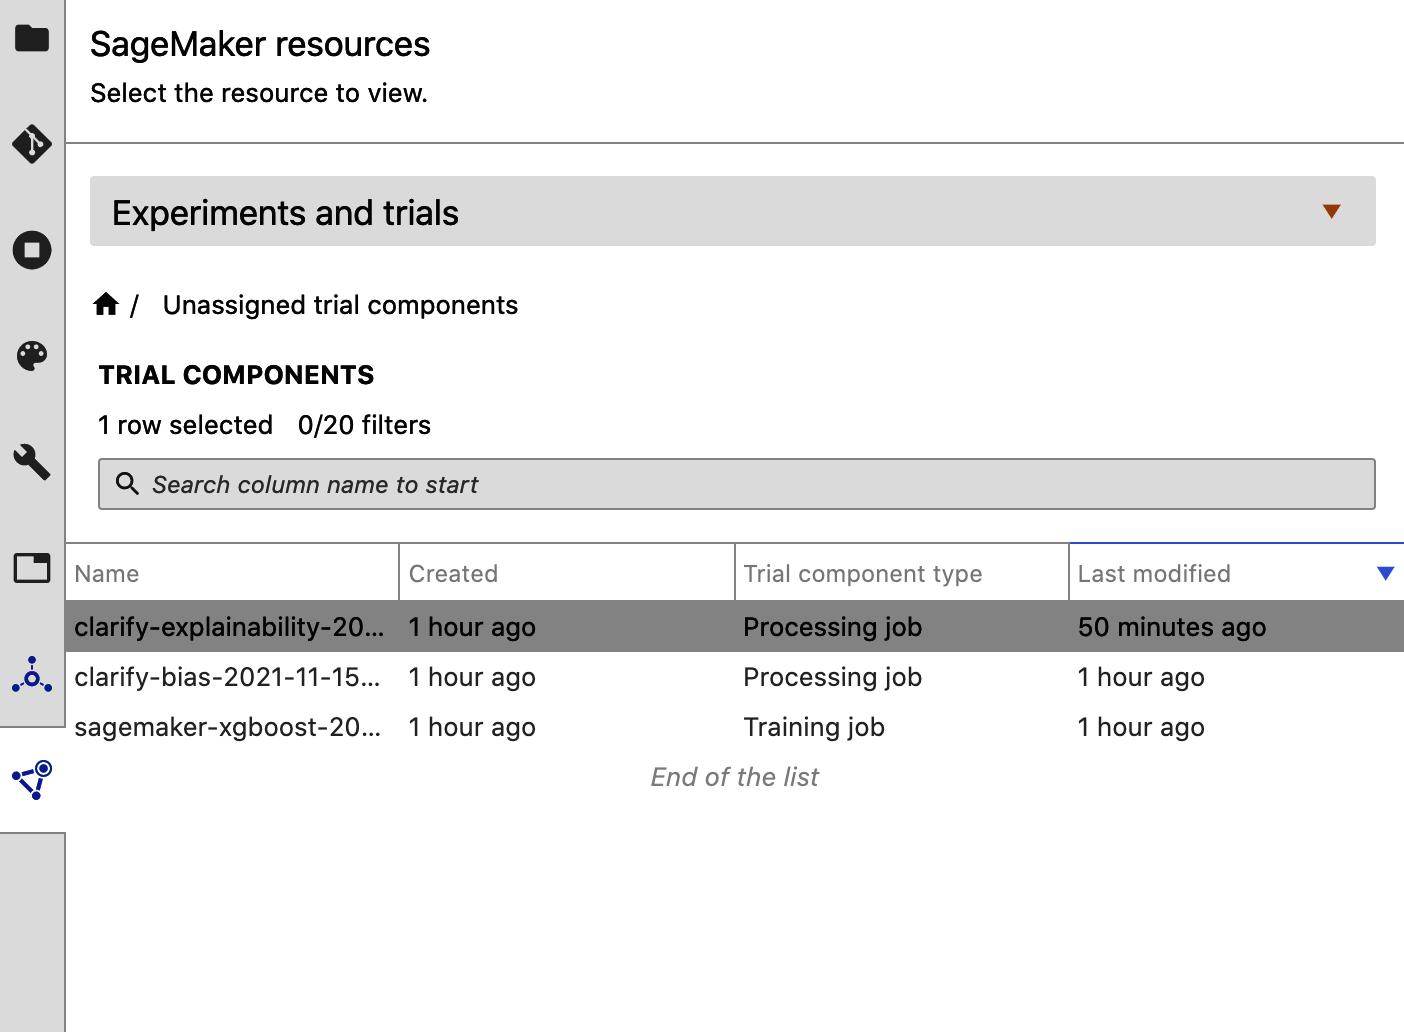 SageMaker resources
Select the resource to view.
Experiments and trials
/ Unassigned trial components
TRIAL COMPONENTS
1 row selected 0/20 filters
Search column name to start
Name Created Trial component type Last modified
clarify-explainability-20... 1 hour ago Processing job 50 minutes ago
clarify-bias-2021-11-15... 1 hour ago Processing job 1 hour ago
sagemaker-xgboost-20... 1 hour ago Training job 1 hour ago
End of the list